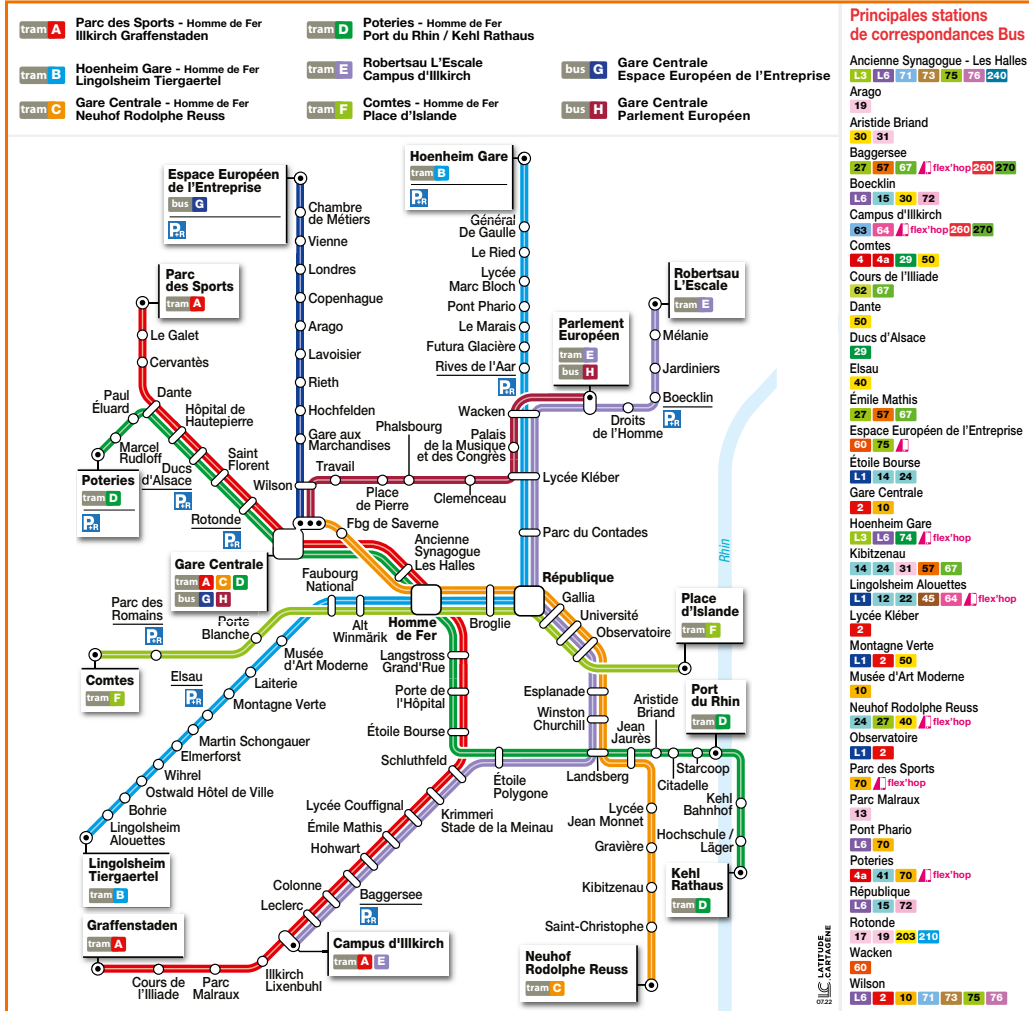 tram A Parc des Sports - Homme de Fer
Illkirch Graffenstaden
tram B Hoenheim Gare - Homme de Fer
Lingolsheim Tiergaertel
tram C Gare Centrale - Homme de Fer
Neuhof Rodolphe Reuss
tram D Poteries - Homme de Fer
Port du Rhin / Kehl Rathaus
tram E Robertsau L'Escale
Campus d'Illkirch
tram F Comtes - Homme de Fer
Place d'Islande
bus G Gare Centrale
Espace Européen de l'Entreprise
bus H Gare Centrale
Parlement Européen
Espace Européen
de l'Entreprise
bus G
P+R
Chambre
de Métiers
Vienne
Londres
Copenhague
Arago
Lavoisier
Rieth
Hochfelden
Gare aux
Marchandises
Wilson
Hoenheim Gare
tram B
P+R
Général
De Gaulle
Le Ried
Lycée
Marc Bloch
Pont Phario
Le Marais
Futura Glacière
Rives de l'Aar
P+R
Wacken
Palais
de la Musique
et des Congrès
Lycée Kléber
Parc du Contades
République
Parlement
Européen
tram E
bus H
Robertsau
L'Escale
tram E
Mélanie
Jardiniers
Boecklin
P+R
Droits
de l'Homme
Parc
des Sports
tram A
Le Galet
Cervantès
Dante
Paul
Éluard
Marcel
Rudloff
Poteries
tram D
P+R
Hôpital de
Hautepierre
Ducs
d'Alsace
P+R
Saint
Florent
Rotonde
P+R
Travail
Phalsbourg
Place
de Pierre
Clemenceau
Fbg de Saverne
Ancienne
Synagogue
Les Halles
Gare Centrale
tram A C D
bus G H
Faubourg
National
Alt
Winmärik
Homme
de Fer
Broglie
Gallia
Université
Observatoire
Place
d'Islande
tram F
Parc des
Romains
P+R
Porte
Blanche
Comtes
tram F
Musée
d'Art Moderne
Laiterie
Elsau
P+R
Montagne Verte
Martin Schongauer
Elmerforst
Wihrel
Ostwald Hôtel de Ville
Bohrie
Lingolsheim
Alouettes
Lingolsheim
Tiergaertel
tram B
Langstross
Grand'Rue
Porte de
l'Hôpital
Étoile Bourse
Schluthfeld
Étoile
Polygone
Krimmeri
Stade de la Meinau
Lycée Couffignal
Émile Mathis
Hohwart
Baggersee
P+R
Colonne
Leclerc
Campus d'Illkirch
tram A E
Illkirch
Lixenbuhl
Parc
Malraux
Cours de
l'Illiade
Graffenstaden
tram A
Esplanade
Winston
Churchill
Landsberg
Jean
Jaurès
Aristide
Briand
Citadelle
Starcoop
Port
du Rhin
tram D
Rhin
Kehl
Bahnhof
Hochschule /
Läger
Kehl
Rathaus
tram D
Lycée
Jean Monnet
Gravière
Kibitzenau
Saint-Christophe
Neuhof
Rodolphe Reuss
tram C
LATITUDE
CARTAGÈNE
07.22
Principales stations
de correspondances Bus
Ancienne Synagogue - Les Halles
L3 L6 71 73 75 76 240
Arago
19
Aristide Briand
30 31
Baggersee
27 57 67 flex'hop 260 270
Boecklin
L6 15 30 72
Campus d'Illkirch
63 64 flex'hop 260 270
Comtes
4 4a 29 50
Cours de l'Illiade
62 67
Dante
50
Ducs d'Alsace
29
Elsau
40
Émile Mathis
27 57 67
Espace Européen de l'Entreprise
60 75
Étoile Bourse
L1 14 24
Gare Centrale
2 10
Hoenheim Gare
L3 L6 74 flex'hop
Kibitzenau
14 24 31 57 67
Lingolsheim Alouettes
L1 12 22 45 64 flex'hop
Lycée Kléber
2
Montagne Verte
L1 2 50
Musée d'Art Moderne
10
Neuhof Rodolphe Reuss
24 27 40 flex'hop
Observatoire
L1 2
Parc des Sports
70 flex'hop
Parc Malraux
13
Pont Phario
L6 70
Poteries
4a 41 70 flex'hop
République
L6 15 72
Rotonde
17 19 203 210
Wacken
60
Wilson
L6 2 10 71 73 75 76